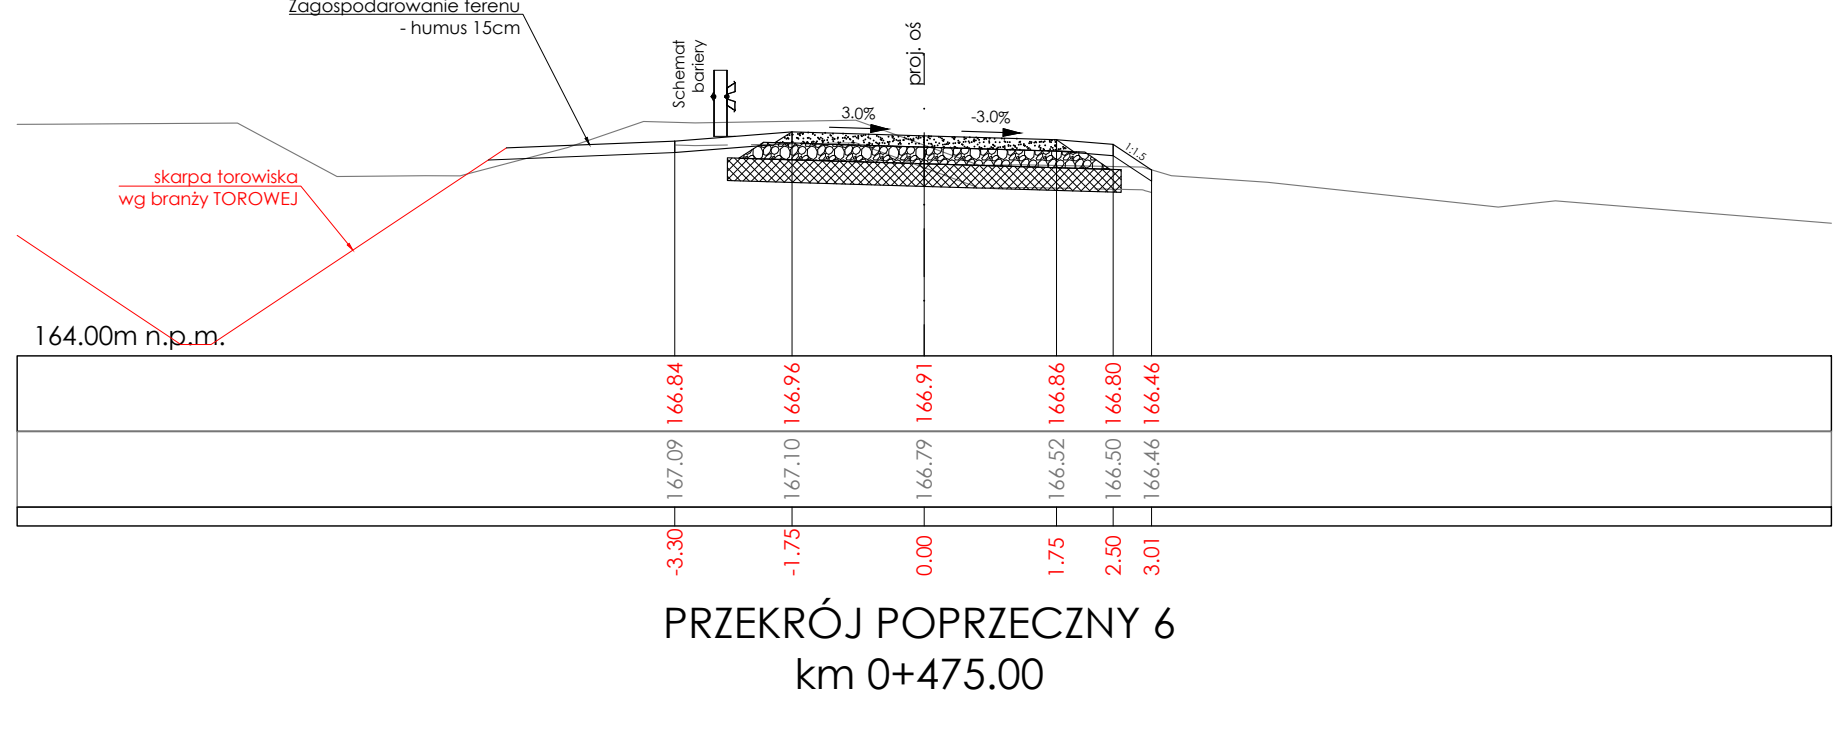 Zagospodarowanie terenu
- humus 15cm
Schemat
bariery
proj. oś
3.0%
-3.0%
1:1.5
skarpa torowiska
wg branży TOROWEJ
164.00m n.p.m.
166.84 166.96 166.91 166.86 166.80 166.46
167.09 167.10 166.79 166.52 166.50 166.46
-3.30 -1.75 0.00 1.75 2.50 3.01
PRZEKRÓJ POPRZECZNY 6
km 0+475.00